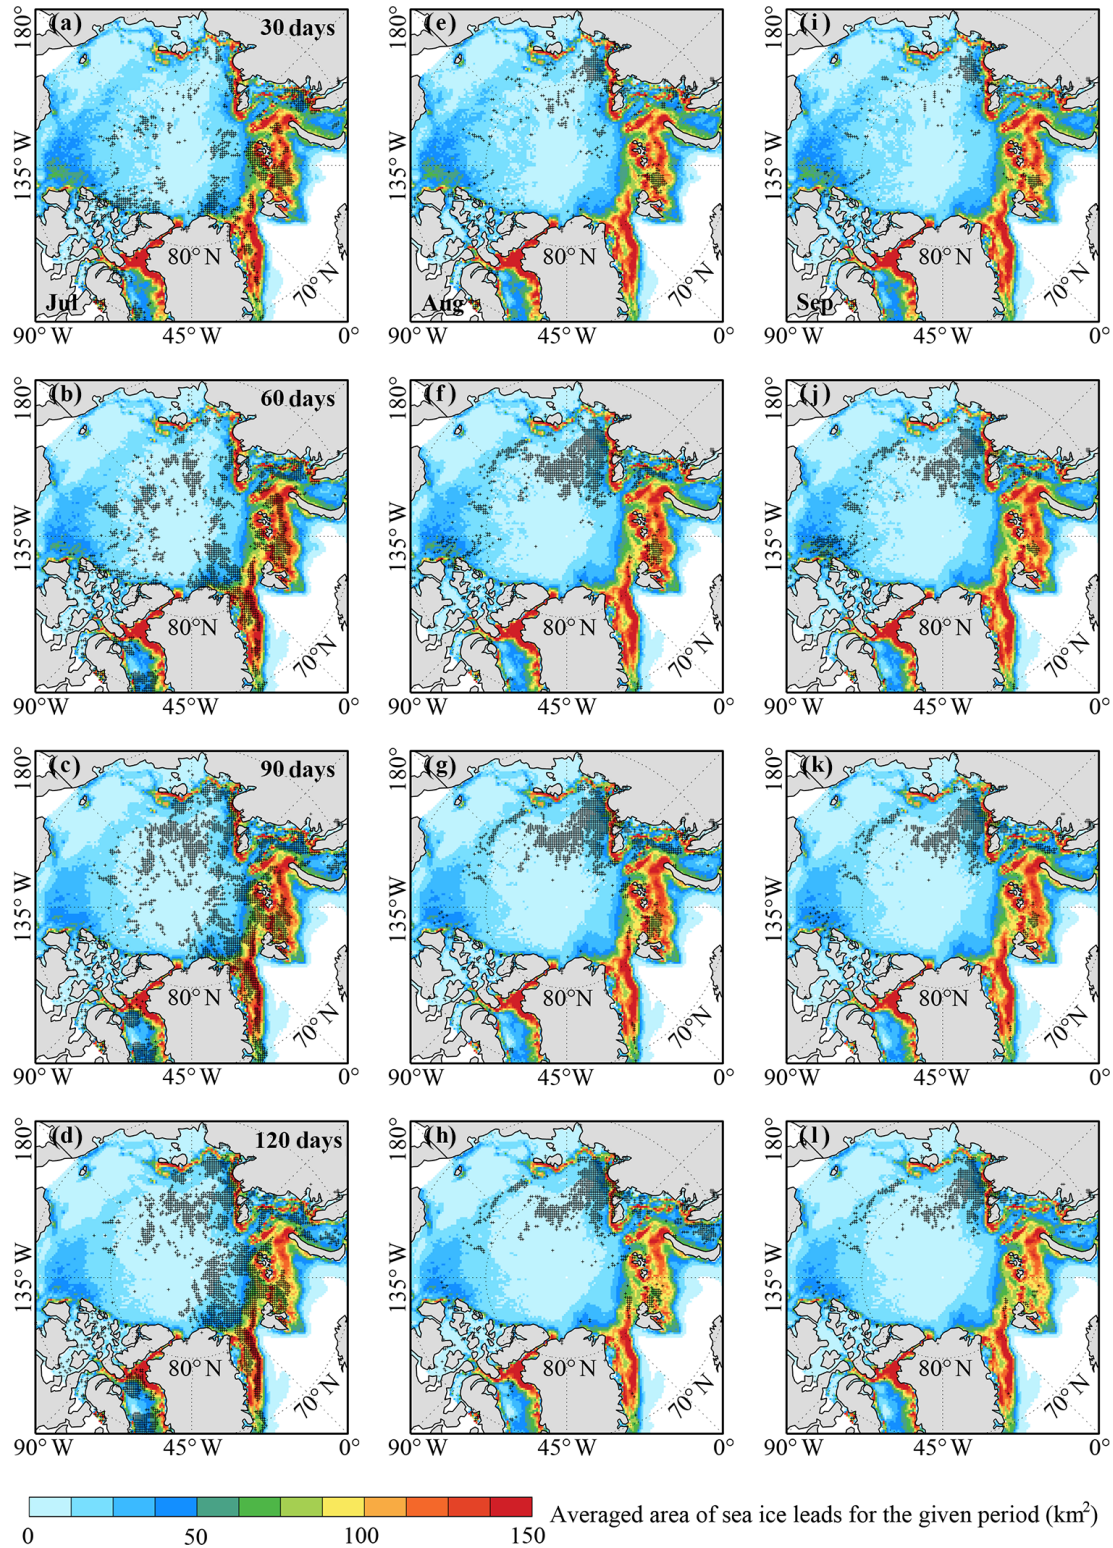 (a) 30 days (e) (i)
180° 180° 180°
135° W 135° W 135° W
80° N 80° N 80° N
70° N 70° N 70° N
Jul Aug Sep
90° W 45° W 0° 90° W 45° W 0° 90° W 45° W 0°
(b) 60 days (f) (j)
180° 180° 180°
135° W 135° W 135° W
80° N 80° N 80° N
70° N 70° N 70° N
90° W 45° W 0° 90° W 45° W 0° 90° W 45° W 0°
(c) 90 days (g) (k)
180° 180° 180°
135° W 135° W 135° W
80° N 80° N 80° N
70° N 70° N 70° N
90° W 45° W 0° 90° W 45° W 0° 90° W 45° W 0°
(d) 120 days (h) (l)
180° 180° 180°
135° W 135° W 135° W
80° N 80° N 80° N
70° N 70° N 70° N
90° W 45° W 0° 90° W 45° W 0° 90° W 45° W 0°
0 50 100 150
Averaged area of sea ice leads for the given period (km²)